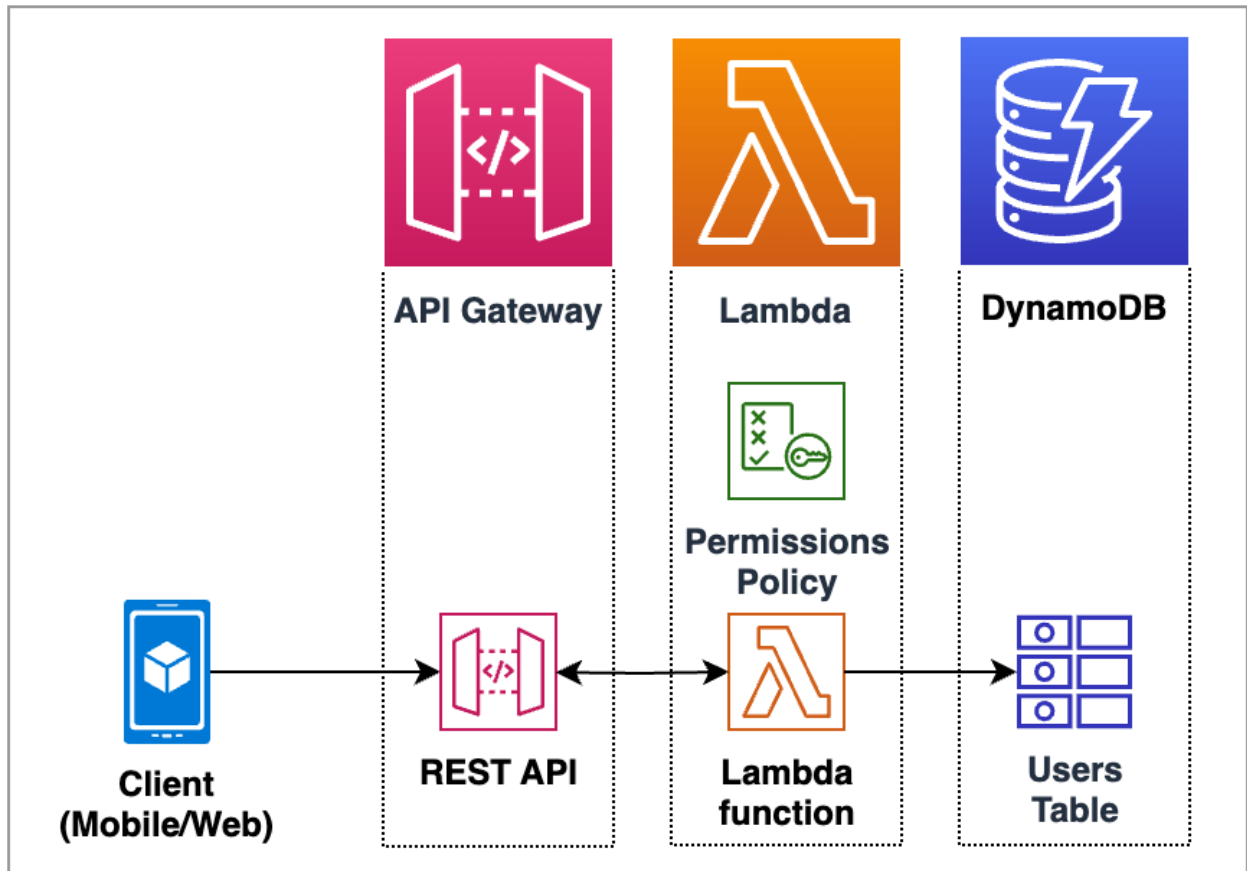 API Gateway
Lambda
DynamoDB
Permissions
Policy
Client
(Mobile/Web)
REST API
Lambda
function
Users
Table